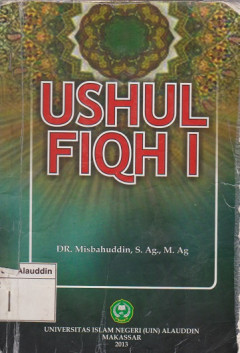 USHUL
FIQH I
DR. Misbahuddin, S. Ag., M. Ag
Alauddin
UNIVERSITAS ISLAM NEGERI (UIN) ALAUDDIN
MAKASSAR
2013